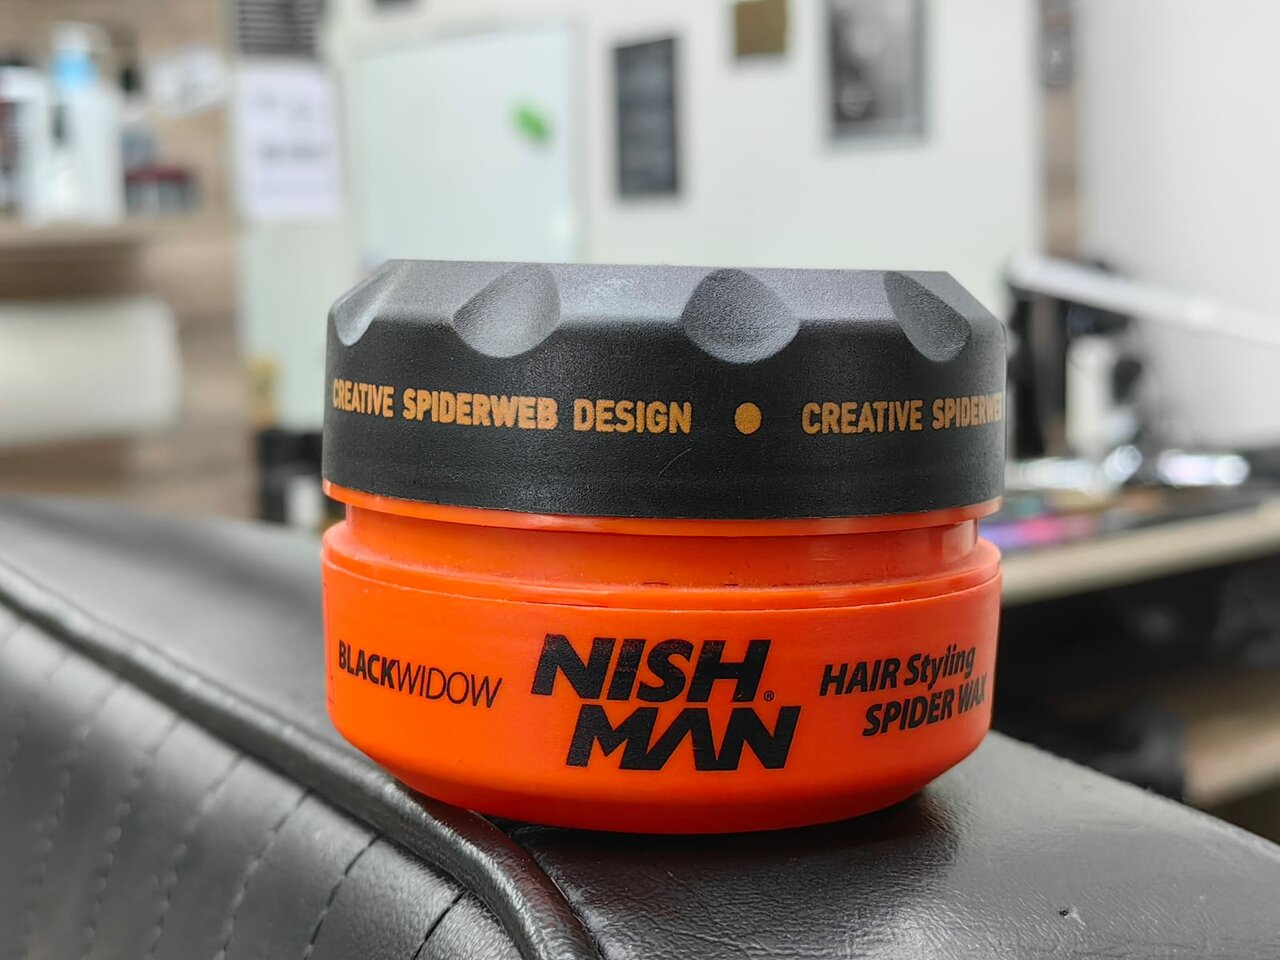 CREATIVE SPIDERWEB DESIGN ● CREATIVE SPIDERWEB
BLACKWIDOW
NISH
MAN®
HAIR Styling
SPIDER WAX